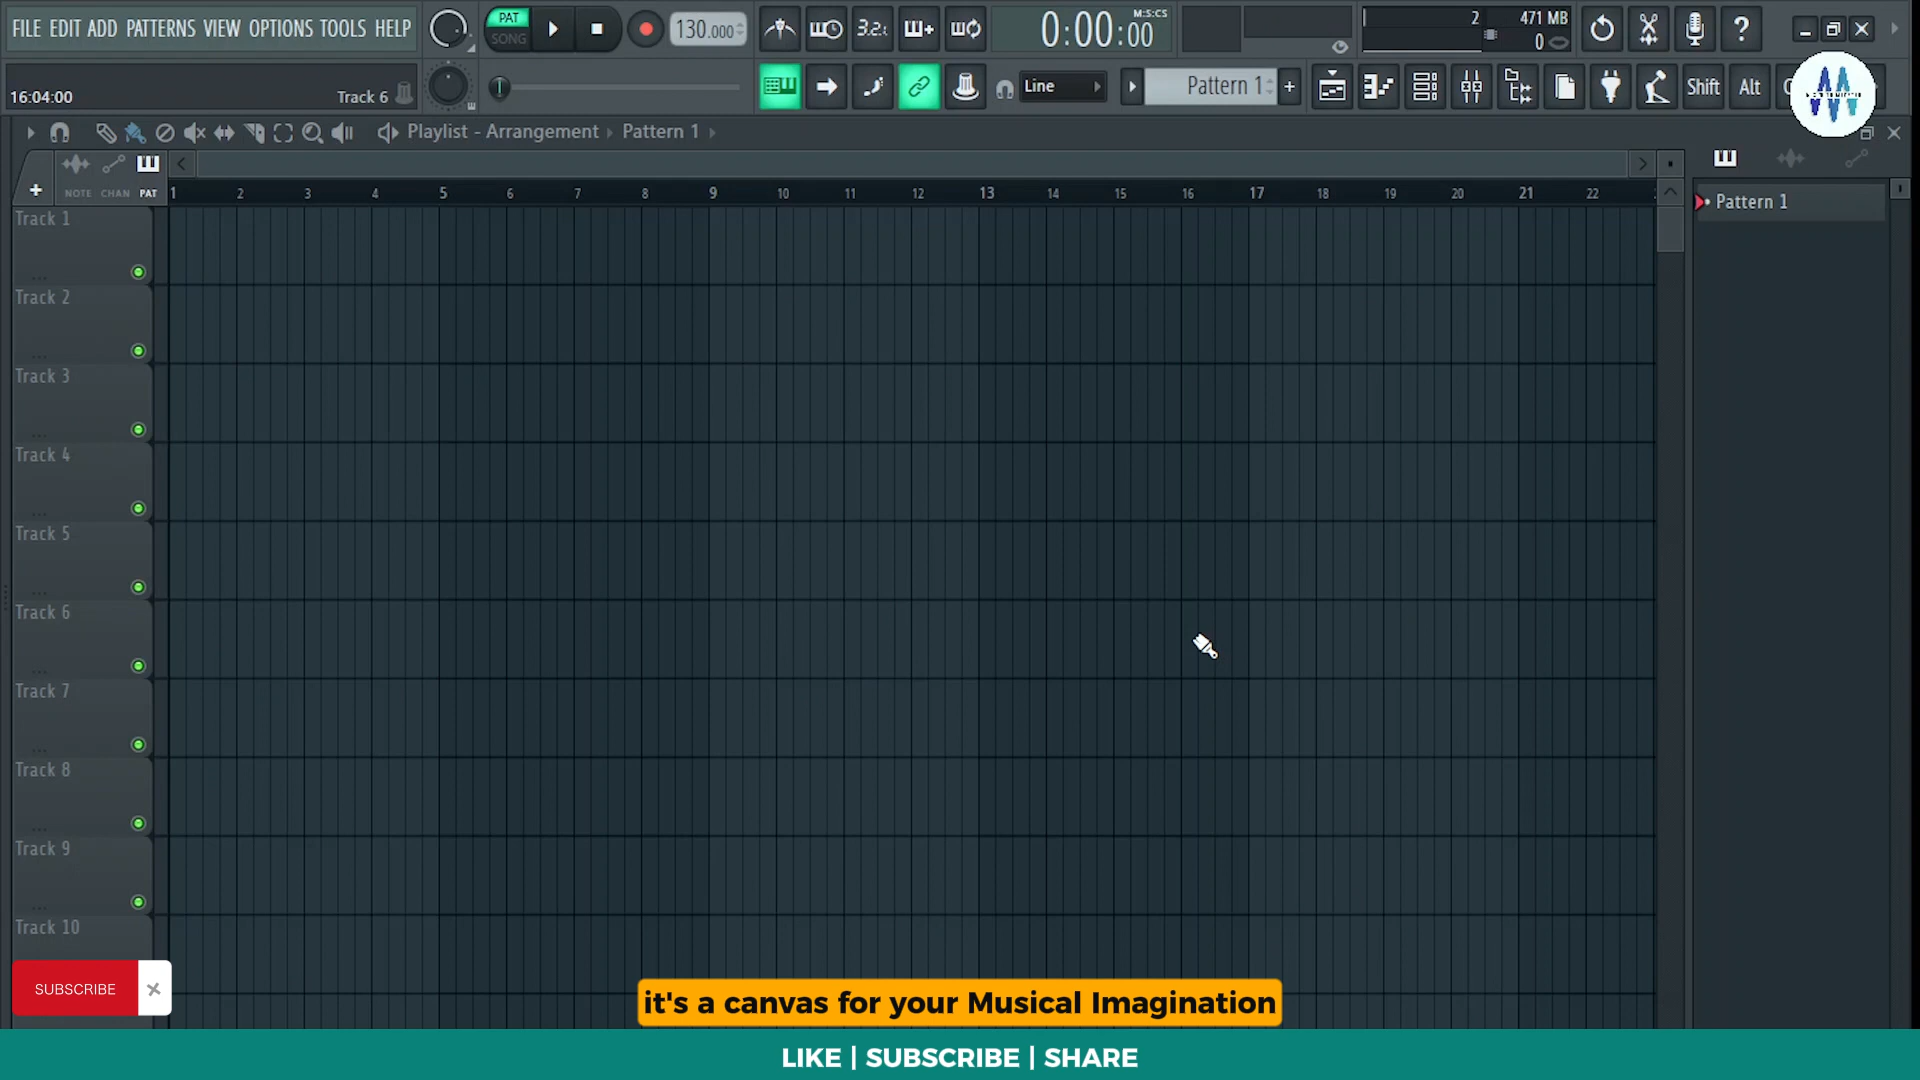 FILE EDIT ADD PATTERNS VIEW OPTIONS TOOLS HELP
PAT
SONG
130.000
3.2.
0:00:00
M:S:CS
2
471 MB
0
?
16:04:00
Track 6
Line
Pattern 1
+
Shift
Alt
Playlist - Arrangement
Pattern 1
+
NOTE
CHAN
PAT
1 2 3 4 5 6 7 8 9 10 11 12 13 14 15 16 17 18 19 20 21 22
Pattern 1
Track 1
Track 2
Track 3
Track 4
Track 5
Track 6
Track 7
Track 8
Track 9
Track 10
SUBSCRIBE
it's a canvas for your Musical Imagination
LIKE | SUBSCRIBE | SHARE